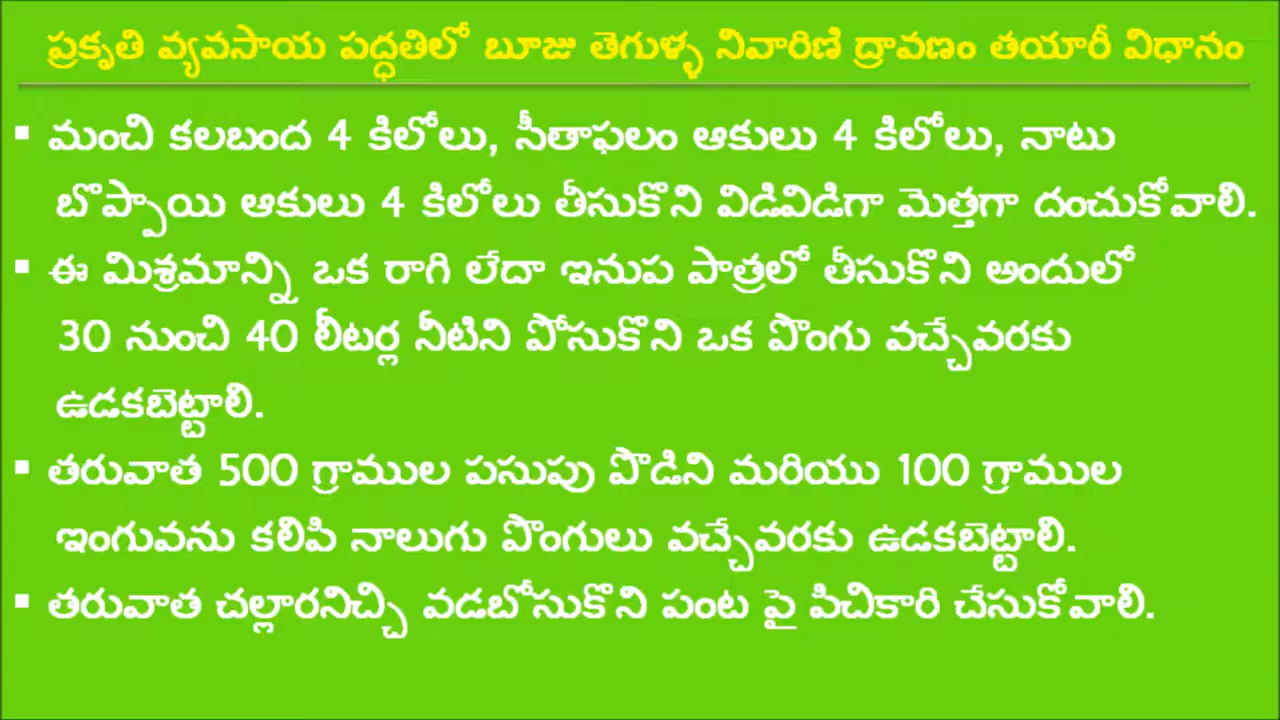 ప్రకృతి వ్యవసాయ పద్ధతిలో బూజు తెగుళ్ళ నివారిణి ద్రావణం తయారీ విధానం
▪ మంచి కలబంద 4 కిలోలు, సీతాఫలం ఆకులు 4 కిలోలు, నాటు
బొప్పాయి ఆకులు 4 కిలోలు తీసుకొని విడివిడిగా మెత్తగా దంచుకోవాలి.
▪ ఈ మిశ్రమాన్ని ఒక రాగి లేదా ఇనుప పాత్రలో తీసుకొని అందులో
30 నుంచి 40 లీటర్ల నీటిని పోసుకొని ఒక పొంగు వచ్చేవరకు
ఉడకబెట్టాలి.
▪ తరువాత 500 గ్రాముల పసుపు పొడిని మరియు 100 గ్రాముల
ఇంగువను కలిపి నాలుగు పొంగులు వచ్చేవరకు ఉడకబెట్టాలి.
▪ తరువాత చల్లారనిచ్చి వడబోసుకొని పంట పై పిచికారి చేసుకోవాలి.